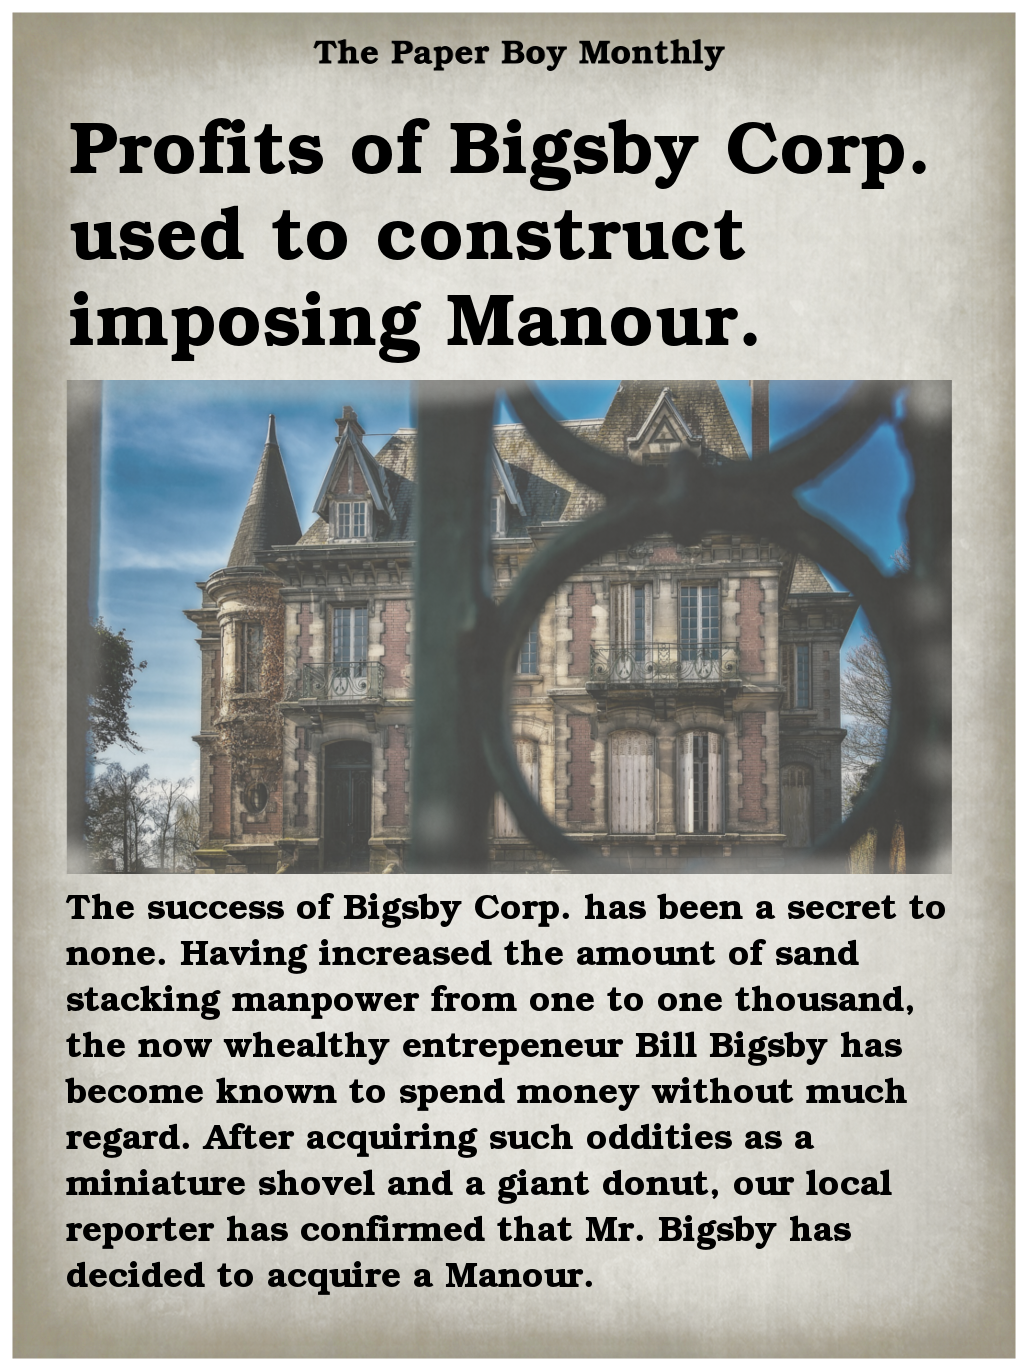 The Paper Boy Monthly
Profits of Bigsby Corp.
used to construct
imposing Manour.
The success of Bigsby Corp. has been a secret to
none. Having increased the amount of sand
stacking manpower from one to one thousand,
the now whealthy entrepeneur Bill Bigsby has
become known to spend money without much
regard. After acquiring such oddities as a
miniature shovel and a giant donut, our local
reporter has confirmed that Mr. Bigsby has
decided to acquire a Manour.